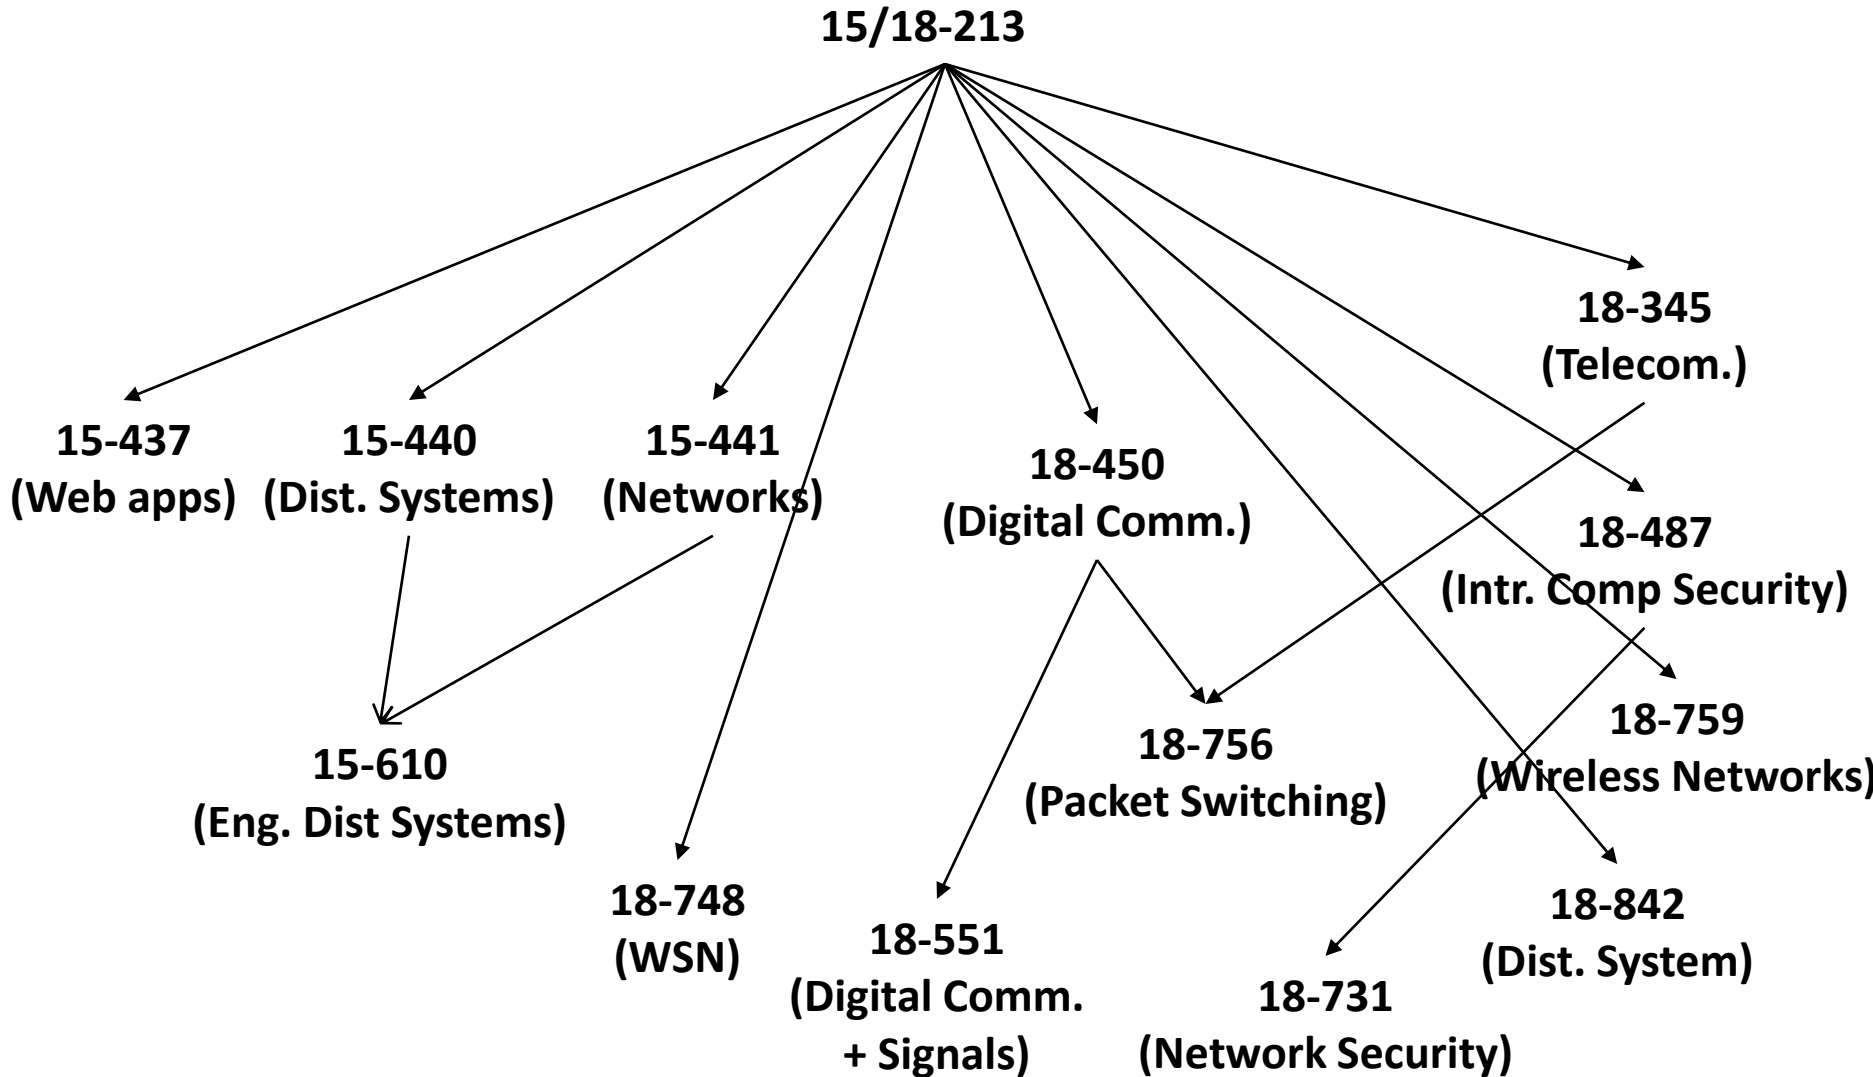 15/18-213
18-345
(Telecom.)
15-437
(Web apps)
15-440
(Dist. Systems)
15-441
(Networks)
18-450
(Digital Comm.)
18-487
(Intr. Comp Security)
15-610
(Eng. Dist Systems)
18-756
(Packet Switching)
18-759
(Wireless Networks)
18-748
(WSN)
18-551
(Digital Comm.
+ Signals)
18-842
(Dist. System)
18-731
(Network Security)